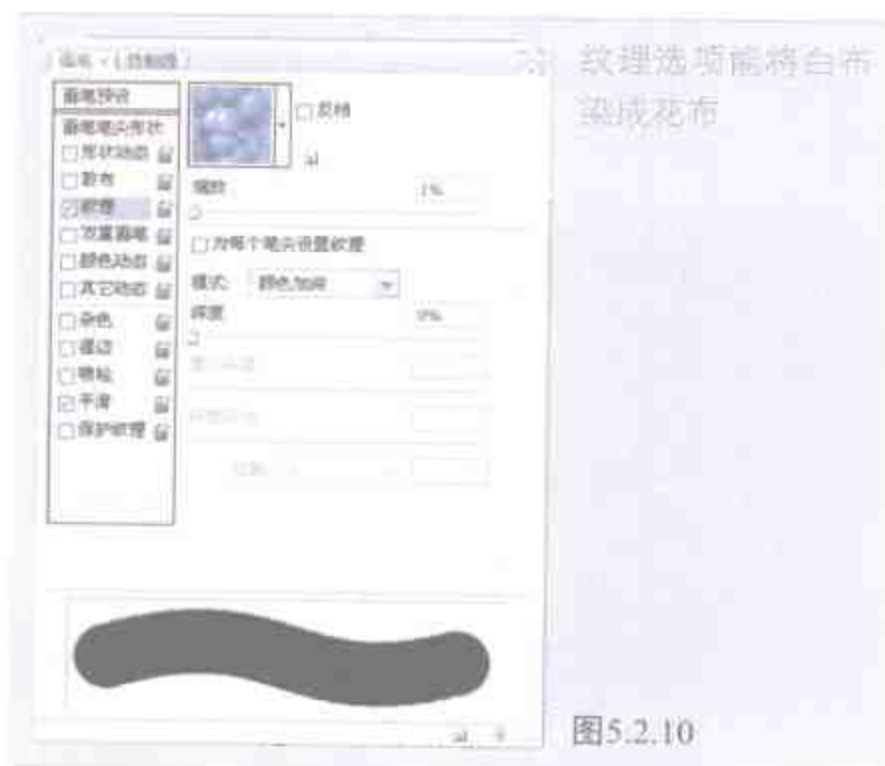 画笔预设
画笔笔尖形状
形状动态
散布
纹理
双重画笔
颜色动态
其它动态
杂色
湿边
喷枪
平滑
保护纹理
反相
缩放 1%
为每个笔尖设置纹理
模式: 颜色加深
深度 0%
纹理选项能将白布
染成花布
图5.2.10